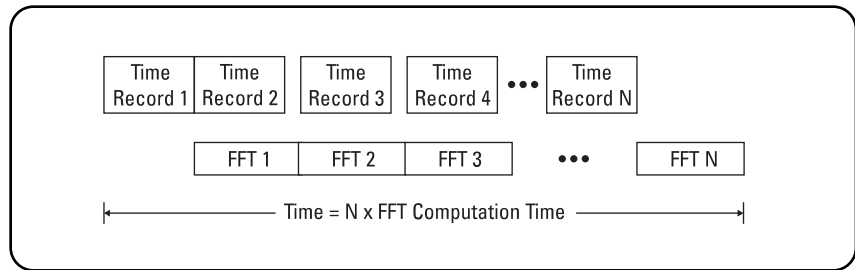 Time
Record 1
Time
Record 2
Time
Record 3
Time
Record 4
•••
Time
Record N
FFT 1
FFT 2
FFT 3
•••
FFT N
Time = N x FFT Computation Time